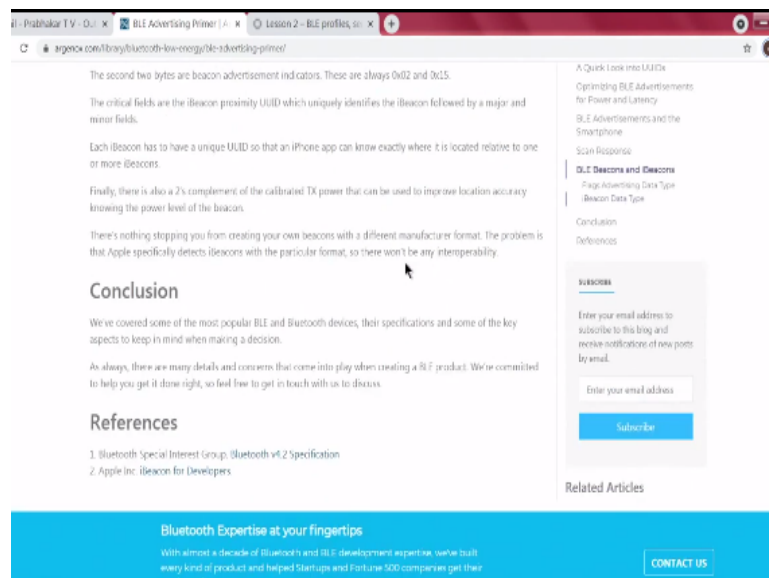 il - Prabhakar T V - Out
BLE Advertising Primer | A
Lesson 2 – BLE profiles, se
argenox.com/library/bluetooth-low-energy/ble-advertising-primer/
The second two bytes are beacon advertisement indicators. These are always 0x02 and 0x15.
The critical fields are the iBeacon proximity UUID which uniquely identifies the iBeacon followed by a major and
minor fields.
Each iBeacon has to have a unique UUID so that an iPhone app can know exactly where it is located relative to one
or more iBeacons.
Finally, there is also a 2's complement of the calibrated TX power that can be used to improve location accuracy
knowing the power level of the beacon.
There's nothing stopping you from creating your own beacons with a different manufacturer format. The problem is
that Apple specifically detects iBeacons with the particular format, so there won't be any interoperability.
Conclusion
We've covered some of the most popular BLE and Bluetooth devices, their specifications and some of the key
aspects to keep in mind when making a decision.
As always, there are many details and concerns that come into play when creating a BLE product. We're committed
to help you get it done right, so feel free to get in touch with us to discuss.
References
1. Bluetooth Special Interest Group, Bluetooth v4.2 Specification
2. Apple Inc. iBeacon for Developers
A Quick Look into UUIDs
Optimizing BLE Advertisements
for Power and Latency
BLE Advertisements and the
Smartphone
Scan Response
BLE Beacons and iBeacons
Flags Advertising Data Type
iBeacon Data Type
Conclusion
References
SUBSCRIBE
Enter your email address to
subscribe to this blog and
receive notifications of new posts
by email.
Enter your email address
Subscribe
Related Articles
Bluetooth Expertise at your fingertips
With almost a decade of Bluetooth and BLE development expertise, we've built
every kind of product and helped Startups and Fortune 500 companies get their
CONTACT US